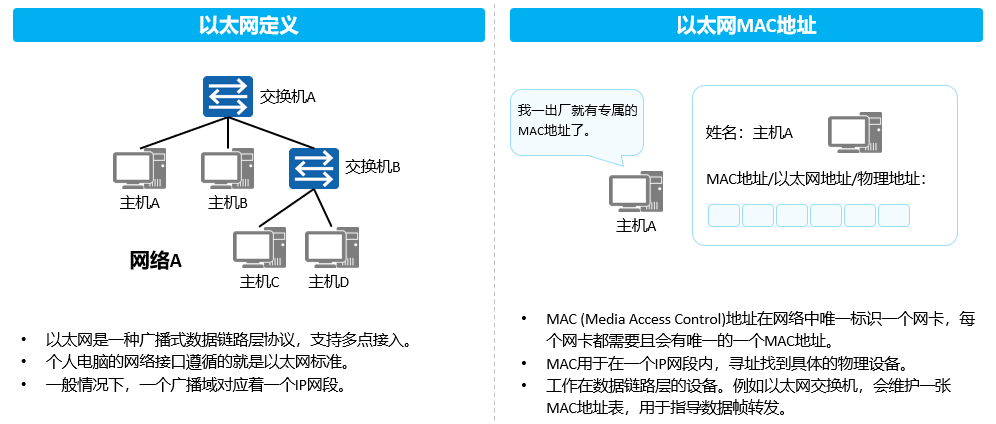 以太网定义
交换机A
交换机B
主机A
主机B
主机C
主机D
网络A
• 以太网是一种广播式数据链路层协议，支持多点接入。
• 个人电脑的网络接口遵循的就是以太网标准。
• 一般情况下，一个广播域对应着一个IP网段。
以太网MAC地址
我一出厂就有专属的
MAC地址了。
主机A
姓名：主机A
MAC地址/以太网地址/物理地址：
• MAC (Media Access Control)地址在网络中唯一标识一个网卡，每
个网卡都需要且会有唯一的一个MAC地址。
• MAC用于在一个IP网段内，寻址找到具体的物理设备。
• 工作在数据链路层的设备。例如以太网交换机，会维护一张
MAC地址表，用于指导数据帧转发。